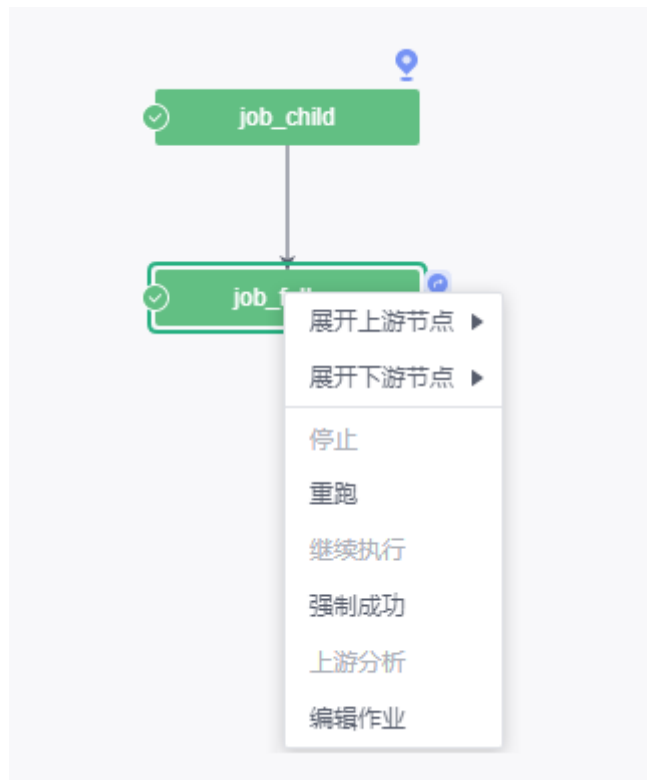 job_child
展开上游节点
展开下游节点
停止
重跑
继续执行
强制成功
上游分析
编辑作业